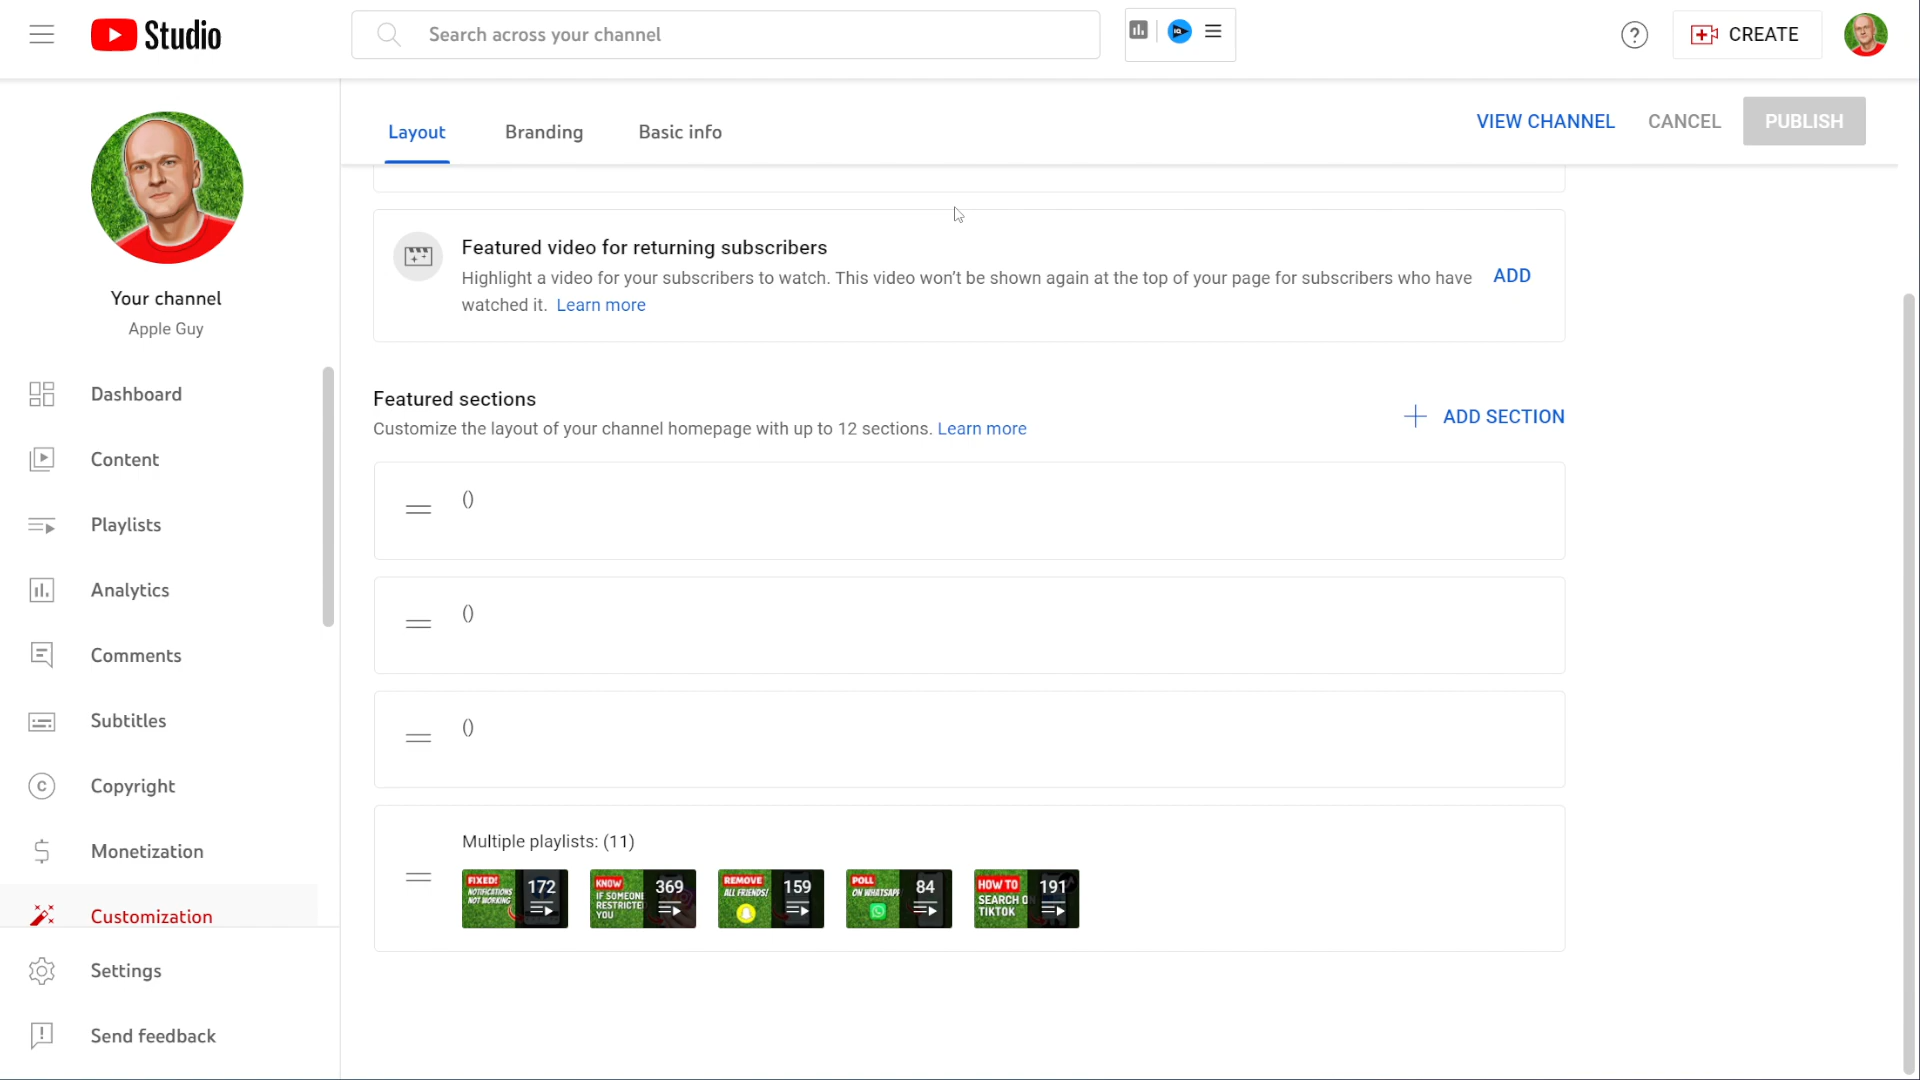 Studio
Search across your channel
CREATE
Your channel
Apple Guy
Dashboard
Content
Playlists
Analytics
Comments
Subtitles
Copyright
Monetization
Customization
Settings
Send feedback
Layout Branding Basic info
VIEW CHANNEL CANCEL PUBLISH
Featured video for returning subscribers
Highlight a video for your subscribers to watch. This video won't be shown again at the top of your page for subscribers who have
watched it. Learn more
ADD
Featured sections
Customize the layout of your channel homepage with up to 12 sections. Learn more
ADD SECTION
()
()
()
Multiple playlists: (11)
FIXED!
NOTIFICATIONS
NOT WORKING
172
KNOW
IF SOMEONE
RESTRICTED
YOU
369
REMOVE
ALL FRIENDS!
159
POLL
ON WHATSAPP
84
HOW TO
SEARCH ON
TIKTOK
191